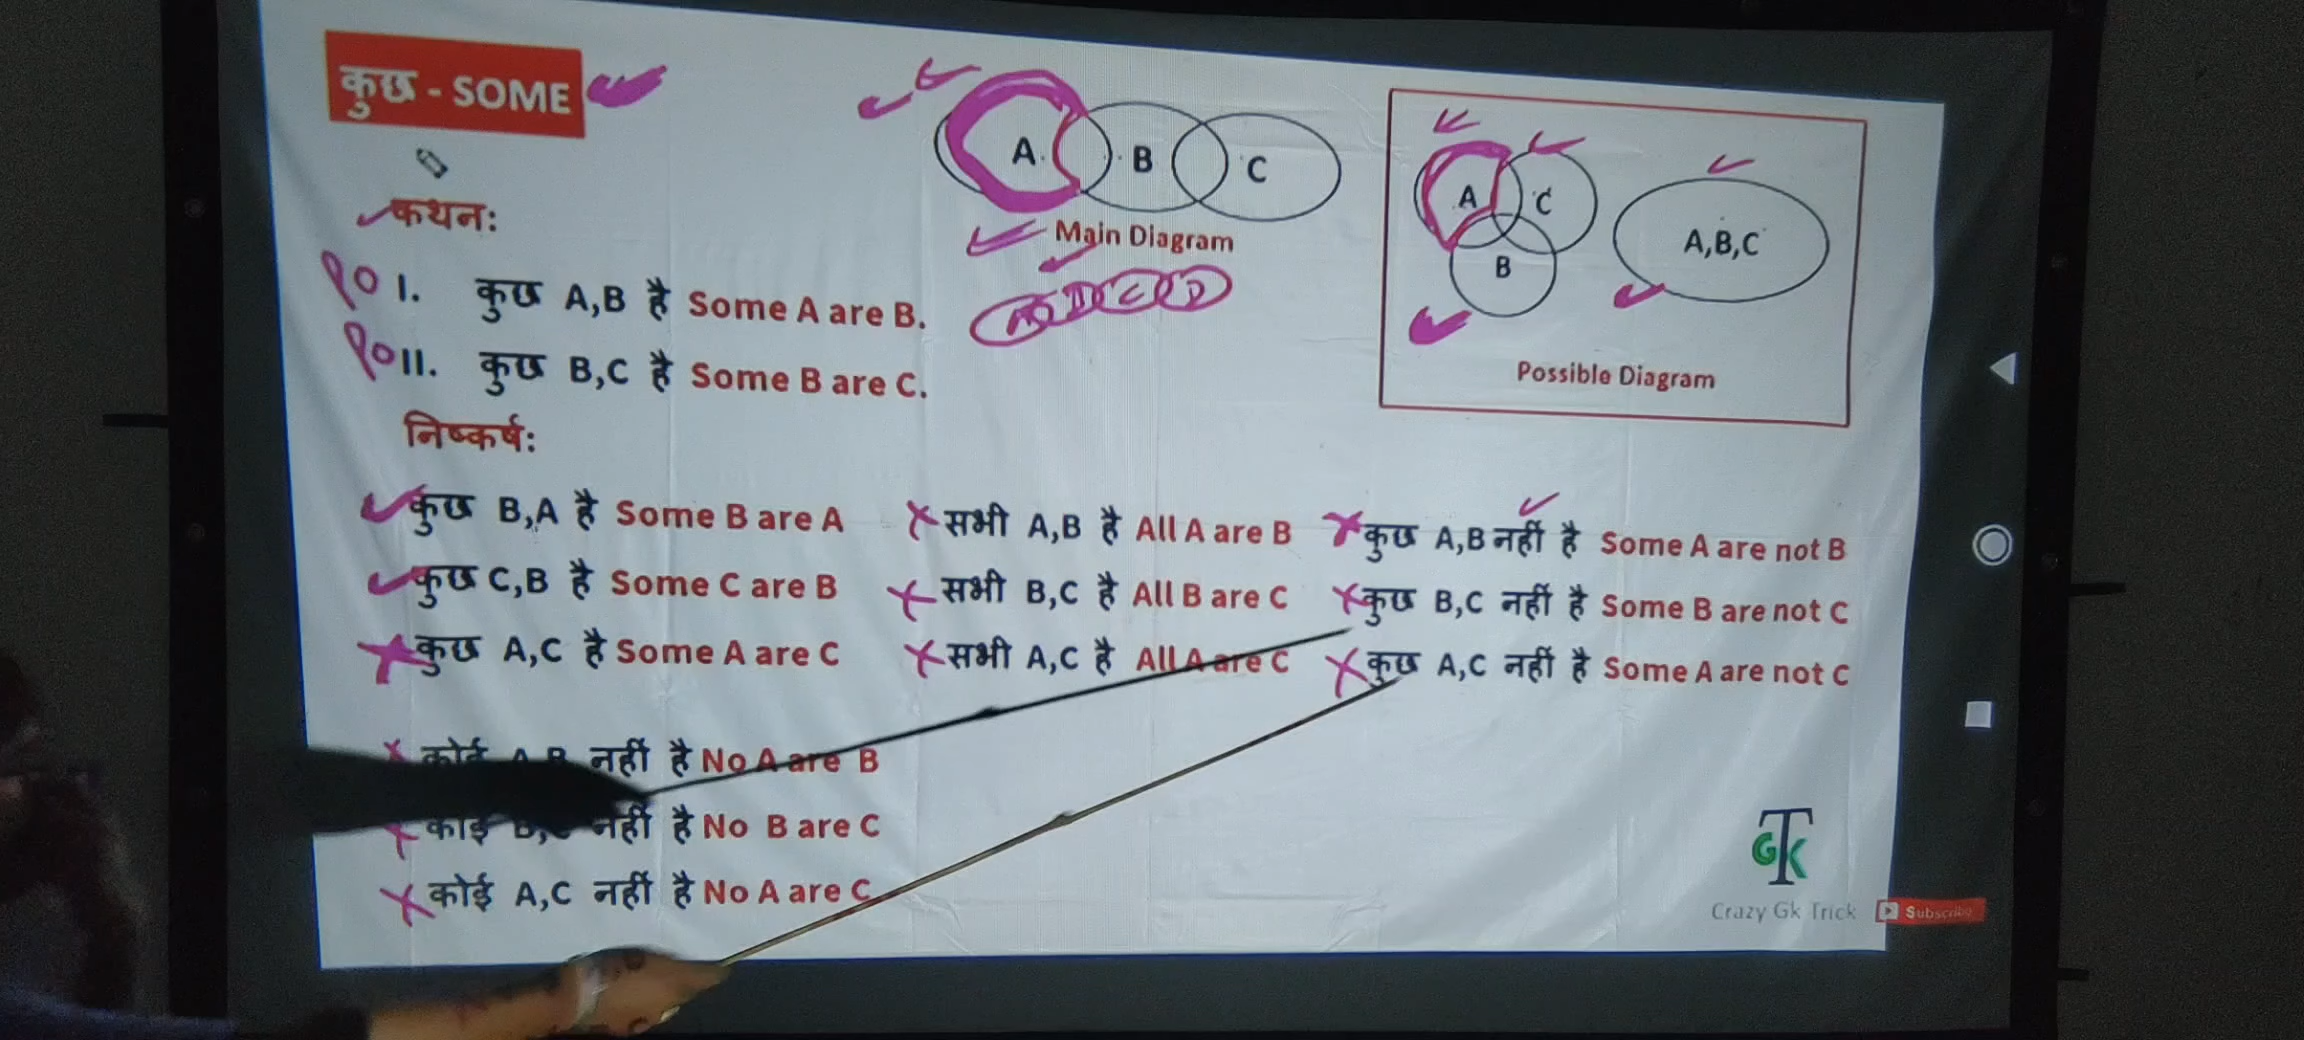 कुछ - SOME
A B C
Main Diagram
A C
B
A,B,C
Possible Diagram
कथन:
I. कुछ A,B है Some A are B.
II. कुछ B,C है Some B are C.
निष्कर्ष:
कुछ B,A है Some B are A सभी A,B है All A are B कुछ A,B नहीं है Some A are not B
कुछ C,B है Some C are B सभी B,C है All B are C कुछ B,C नहीं है Some B are not C
कुछ A,C है Some A are C सभी A,C है All A are C कुछ A,C नहीं है Some A are not C
कोई A,B नहीं है No A are B
कोई B,C नहीं है No B are C
कोई A,C नहीं है No A are C
GTK
Crazy Gk Trick Subscribe